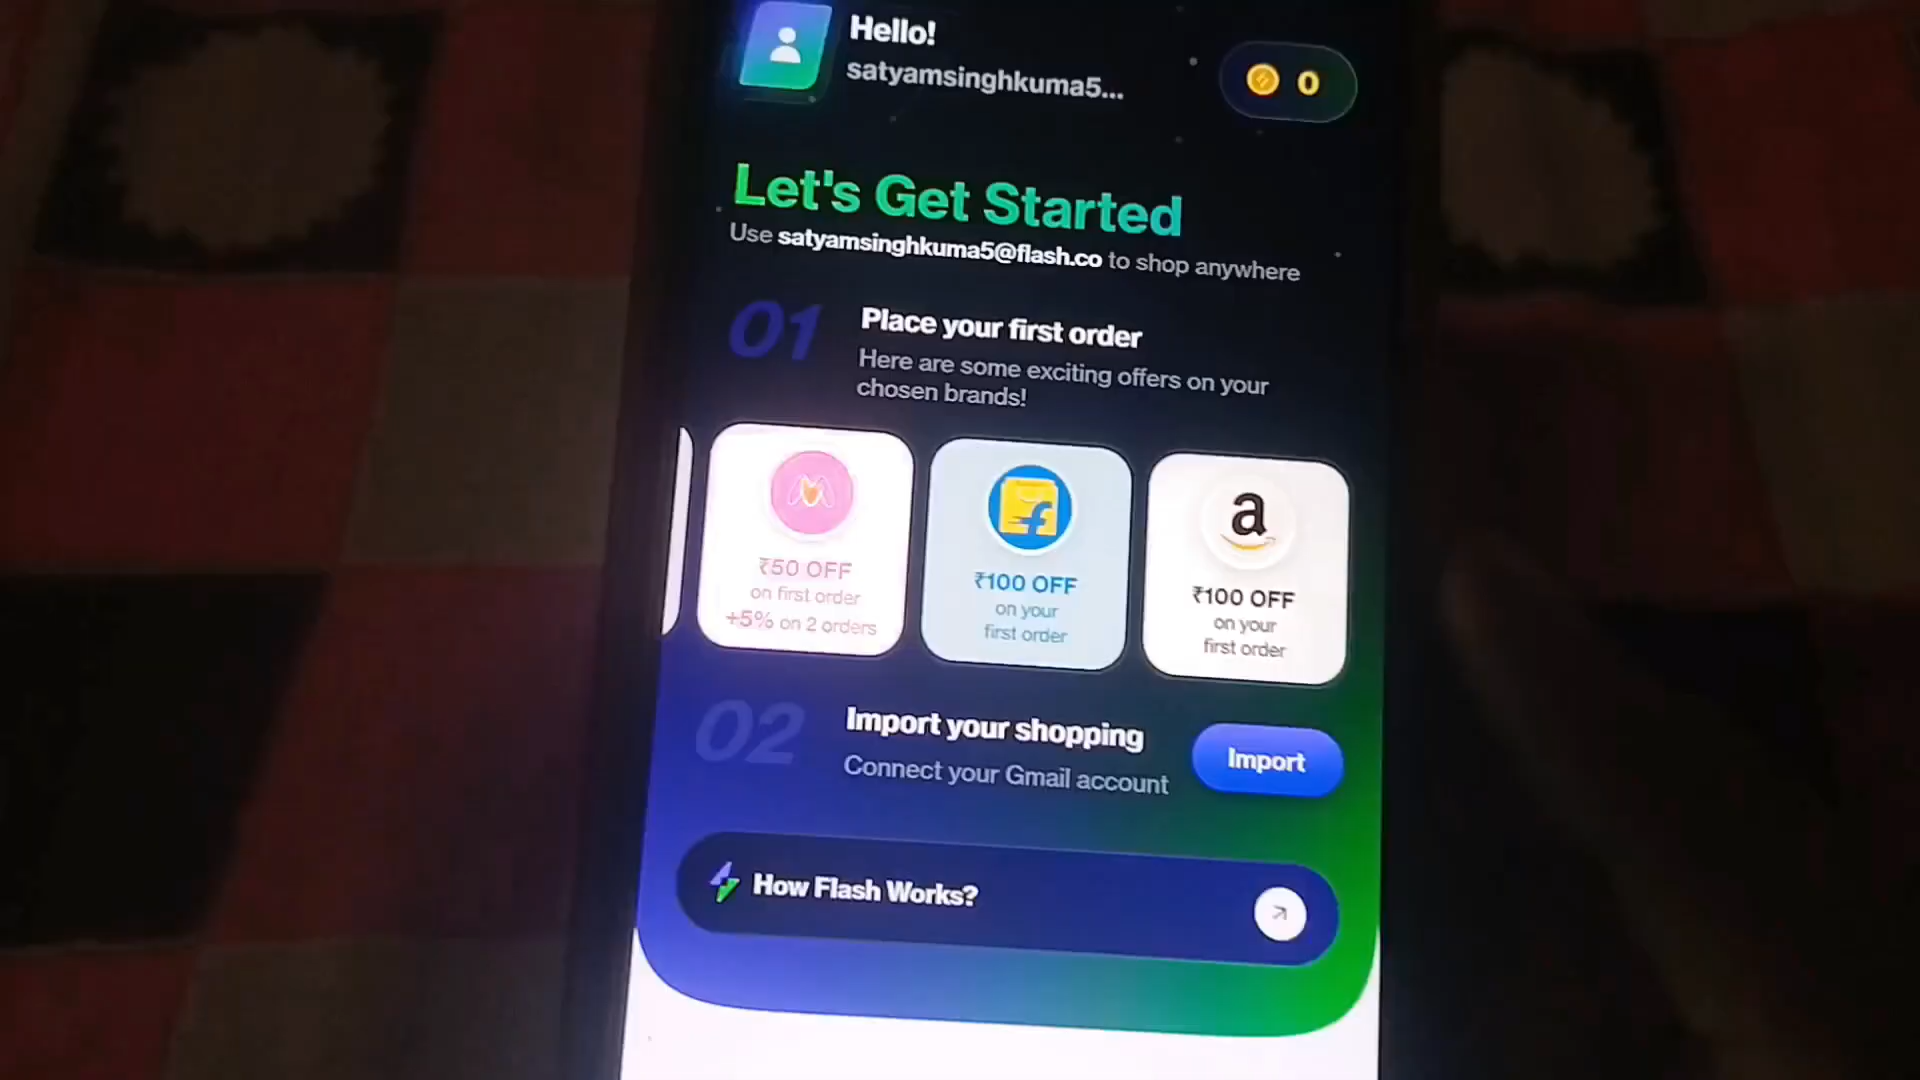 Hello!
satyamsinghkuma5...
0
Let's Get Started
Use satyamsinghkuma5@flash.co to shop anywhere
01
Place your first order
Here are some exciting offers on your
chosen brands!
₹50 OFF
on first order
+5% on 2 orders
₹100 OFF
on your
first order
a
₹100 OFF
on your
first order
02
Import your shopping
Connect your Gmail account
Import
How Flash Works?